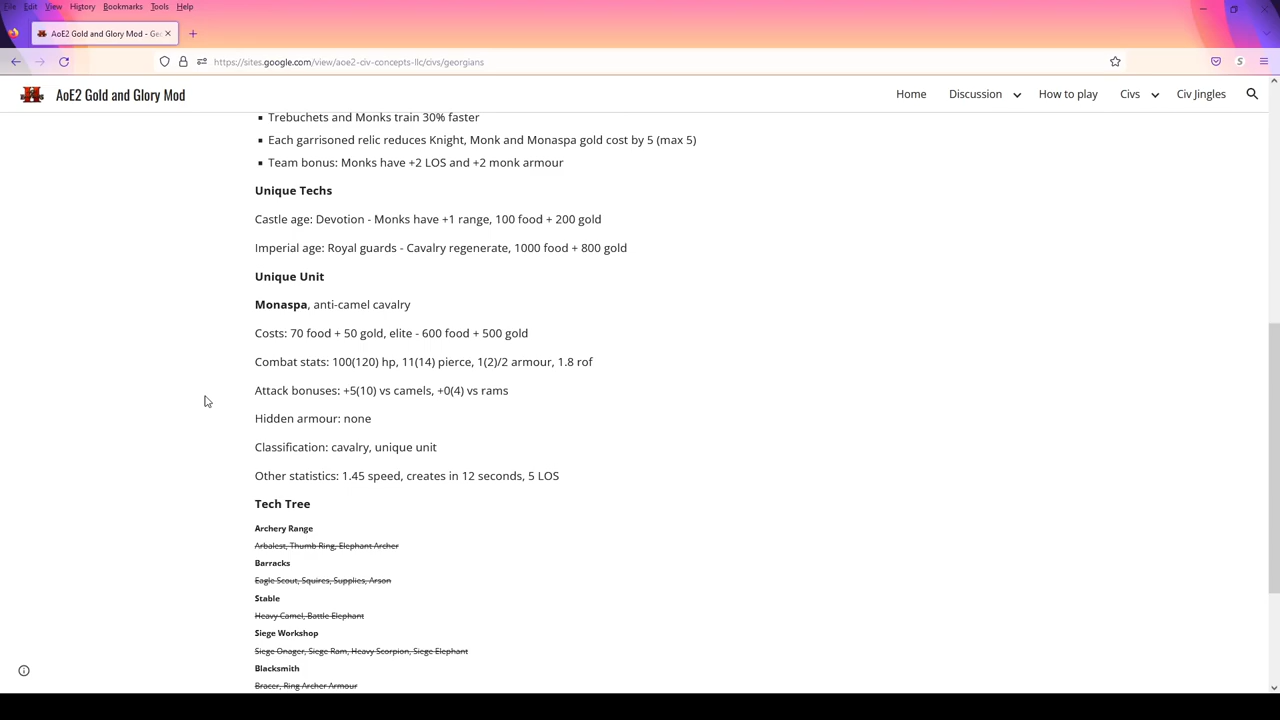 File Edit View History Bookmarks Tools Help
AoE2 Gold and Glory Mod - Geo
https://sites.google.com/view/aoe2-civ-concepts-llc/civs/georgians
AoE2 Gold and Glory Mod
Home Discussion How to play Civs Civ Jingles
Trebuchets and Monks train 30% faster
Each garrisoned relic reduces Knight, Monk and Monaspa gold cost by 5 (max 5)
Team bonus: Monks have +2 LOS and +2 monk armour
Unique Techs
Castle age: Devotion - Monks have +1 range, 100 food + 200 gold
Imperial age: Royal guards - Cavalry regenerate, 1000 food + 800 gold
Unique Unit
Monaspa, anti-camel cavalry
Costs: 70 food + 50 gold, elite - 600 food + 500 gold
Combat stats: 100(120) hp, 11(14) pierce, 1(2)/2 armour, 1.8 rof
Attack bonuses: +5(10) vs camels, +0(4) vs rams
Hidden armour: none
Classification: cavalry, unique unit
Other statistics: 1.45 speed, creates in 12 seconds, 5 LOS
Tech Tree
Archery Range
Arbalest, Thumb Ring, Elephant Archer
Barracks
Eagle Scout, Squires, Supplies, Arson
Stable
Heavy Camel, Battle Elephant
Siege Workshop
Siege Onager, Siege Ram, Heavy Scorpion, Siege Elephant
Blacksmith
Bracer, Ring Archer Armour